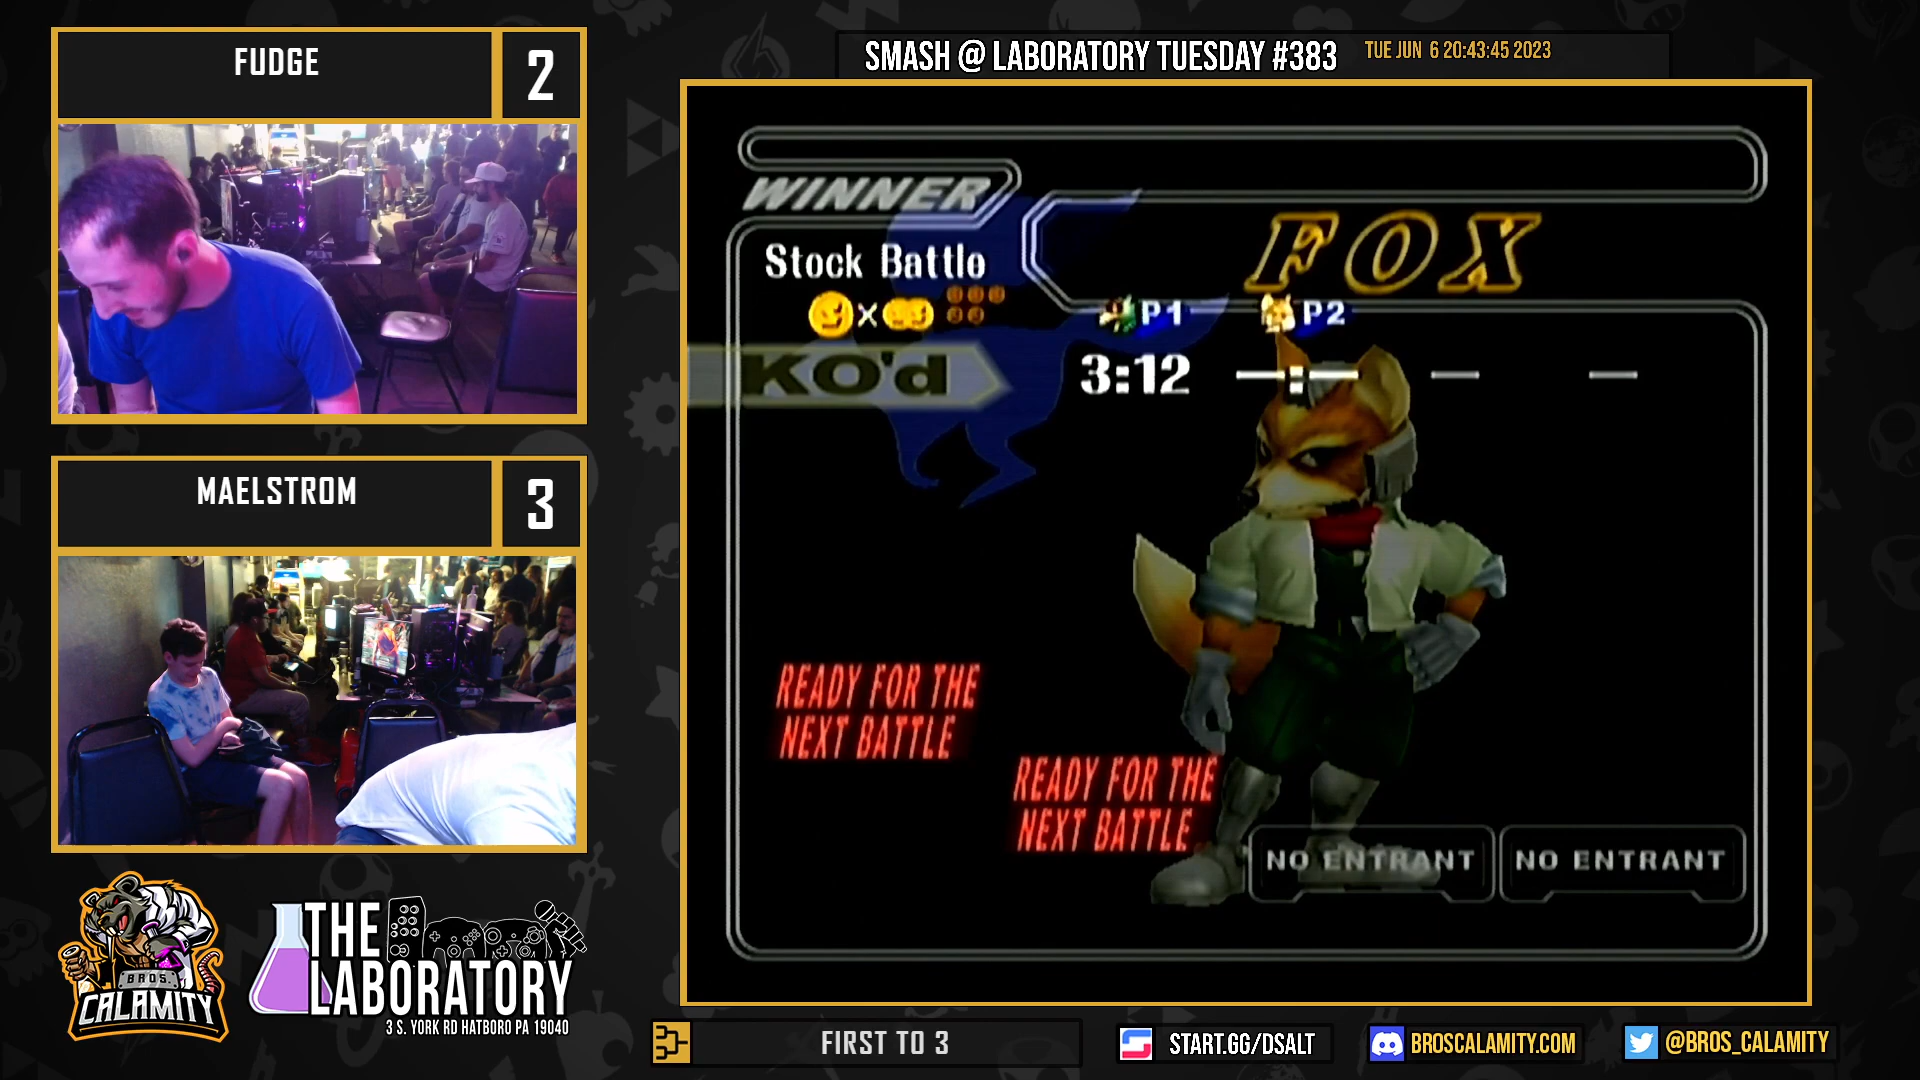 FUDGE
2
MAELSTROM
3
SMASH @ LABORATORY TUESDAY #383
TUE JUN 6 20:43:45 2023
WINNER
FOX
Stock Battle
×
P1
P2
KO'd
3:12
—:—
—
—
READY FOR THE
NEXT BATTLE
READY FOR THE
NEXT BATTLE
NO ENTRANT
NO ENTRANT
BROS.
CALAMITY
THE
LABORATORY
3 S. YORK RD HATBORO PA 19040
FIRST TO 3
START.GG/DSALT
BROSCALAMITY.COM
@BROS_CALAMITY